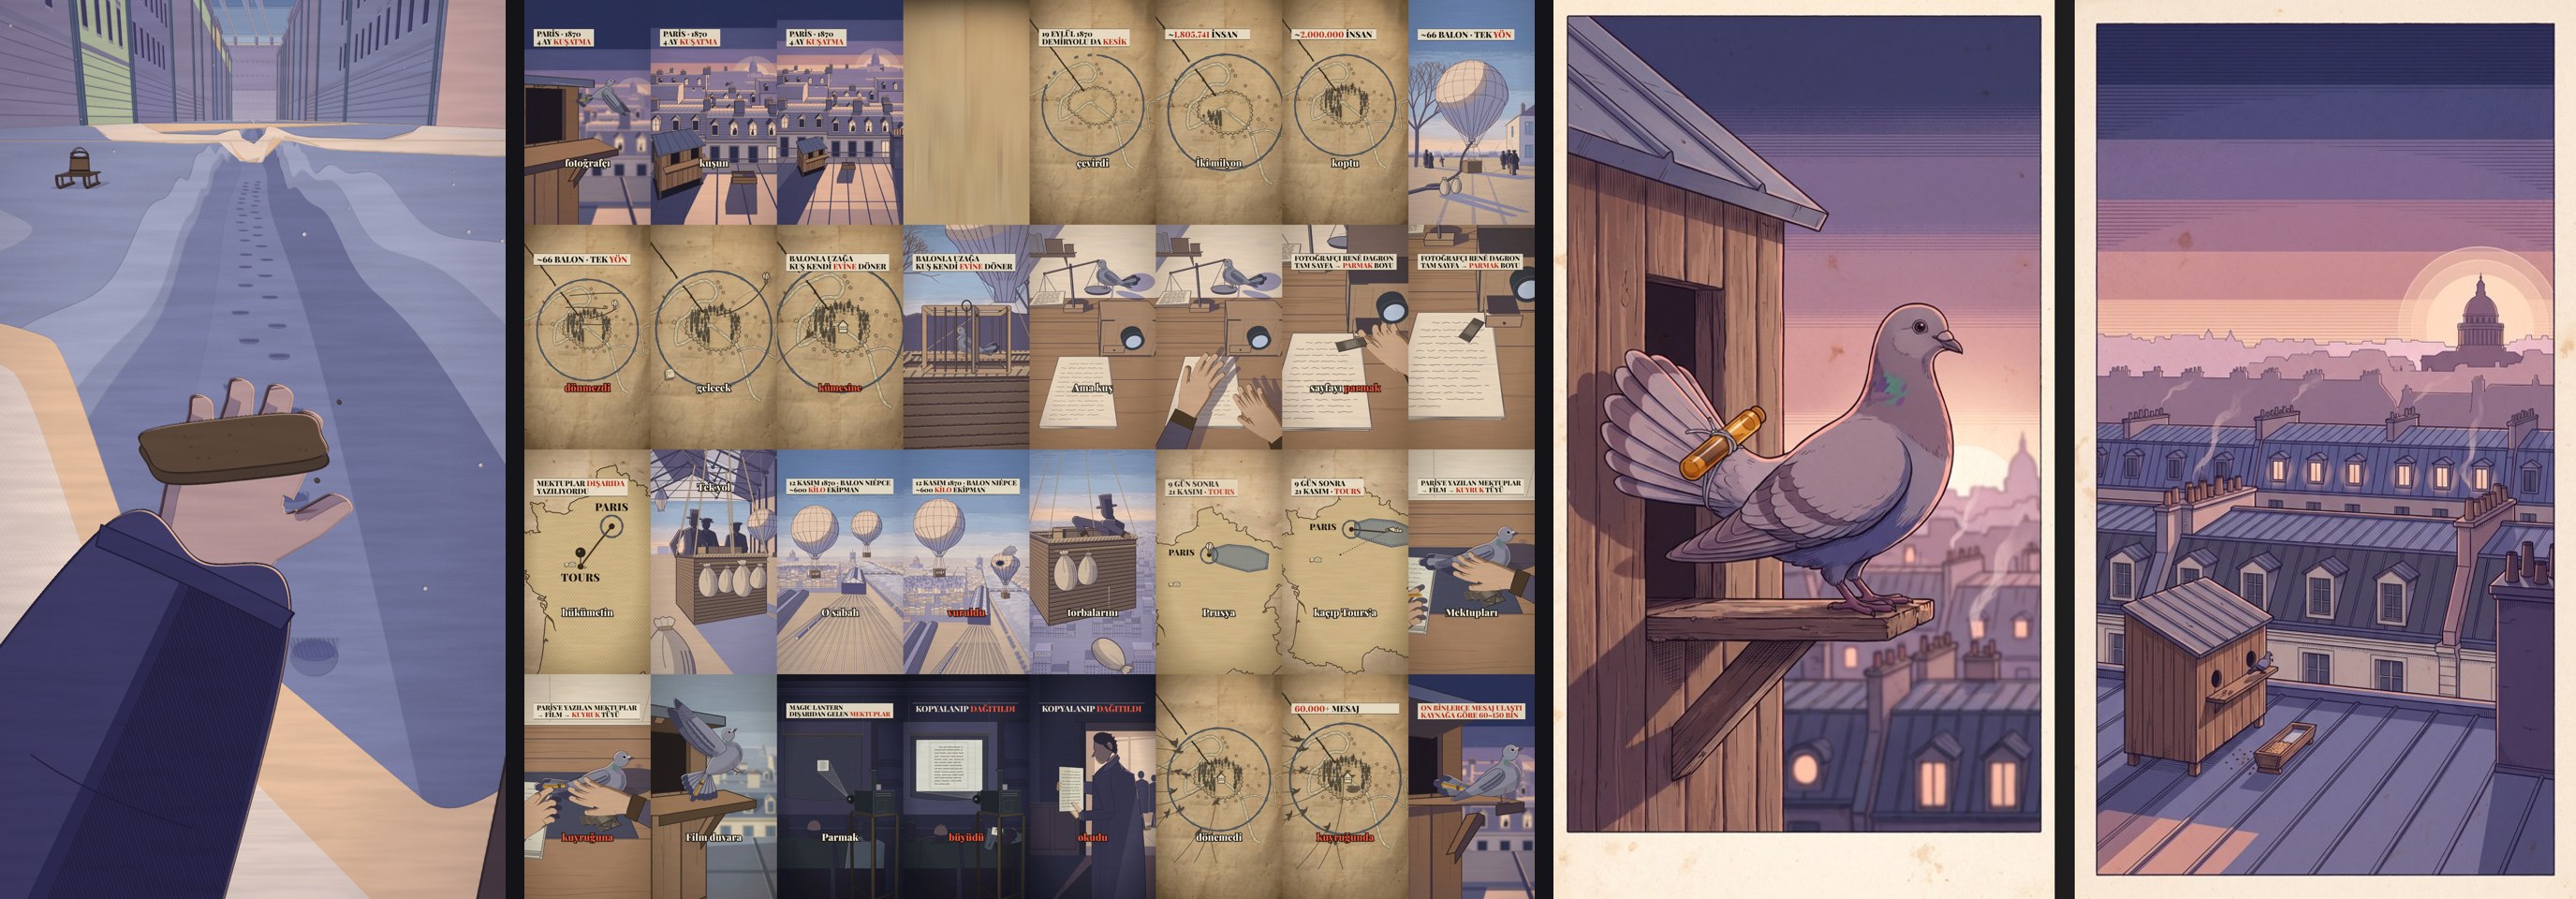 PARİS · 1870
4 AY KUŞATMA
fotoğrafçı
PARİS · 1870
4 AY KUŞATMA
kuşun
PARİS · 1870
4 AY KUŞATMA
19 EYLÜL 1870
DEMİRYOLU DA KESİK
çevirdi
~1.805.741 İNSAN
İki milyon
~2.000.000 İNSAN
koptu
~66 BALON · TEK YÖN
~66 BALON · TEK YÖN
dönmezdi
gelecek
BALONLA UZAĞA
KUŞ KENDİ EVİNE DÖNER
kümesine
BALONLA UZAĞA
KUŞ KENDİ EVİNE DÖNER
Ama kuş
FOTOĞRAFÇI RENÉ DAGRON
TAM SAYFA → PARMAK BOYU
sayfayı parmak
FOTOĞRAFÇI RENÉ DAGRON
TAM SAYFA → PARMAK BOYU
MEKTUPLAR DIŞARIDA
YAZILIYORDU
PARIS
TOURS
hükümetin
Tek yol
12 KASIM 1870 · BALON NIÉPCE
~600 KİLO EKİPMAN
O sabah
12 KASIM 1870 · BALON NIÉPCE
~600 KİLO EKİPMAN
vuruldu
torbalarını
9 GÜN SONRA
21 KASIM · TOURS
PARIS
Prusya
9 GÜN SONRA
21 KASIM · TOURS
PARIS
kaçıp Tours'a
PARİS'E YAZILAN MEKTUPLAR
→ FİLM → KUYRUK TÜYÜ
Mektupları
PARİS'E YAZILAN MEKTUPLAR
→ FİLM → KUYRUK TÜYÜ
kuyruğuna
Film duvara
MAGIC LANTERN
DIŞARIDAN GELEN MEKTUPLAR
Parmak
KOPYALANIP DAĞITILDI
büyüdü
KOPYALANIP DAĞITILDI
okudu
dönemedi
60.000+ MESAJ
kuyruğunda
ON BİNLERCE MESAJ ULAŞTI
KAYNAĞA GÖRE 60–150 BİN